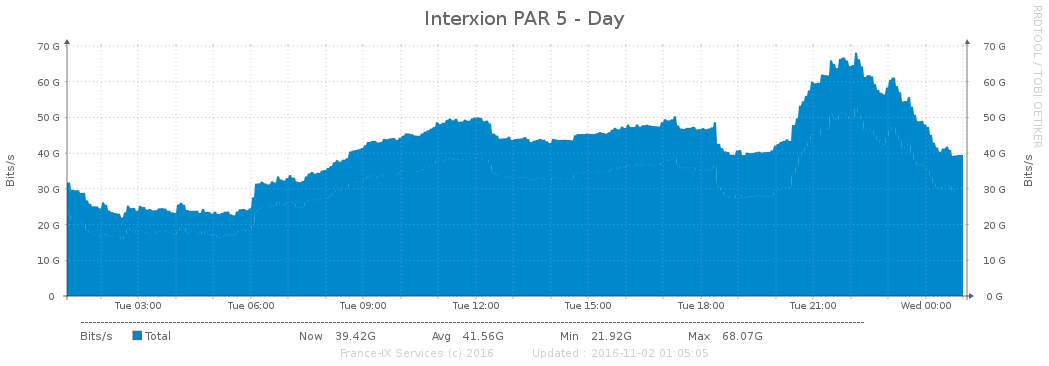 Interxion PAR 5 - Day
RRDTOOL / TOBI OETIKER
Bits/s
70 G
60 G
50 G
40 G
30 G
20 G
10 G
0
70 G
60 G
50 G
40 G
30 G
20 G
10 G
0 G
Bits/s
Tue 03:00 Tue 06:00 Tue 09:00 Tue 12:00 Tue 15:00 Tue 18:00 Tue 21:00 Wed 00:00
Bits/s Total Now 39.42G Avg 41.56G Min 21.92G Max 68.07G
France-IX Services (c) 2016 Updated : 2016-11-02 01:05:05